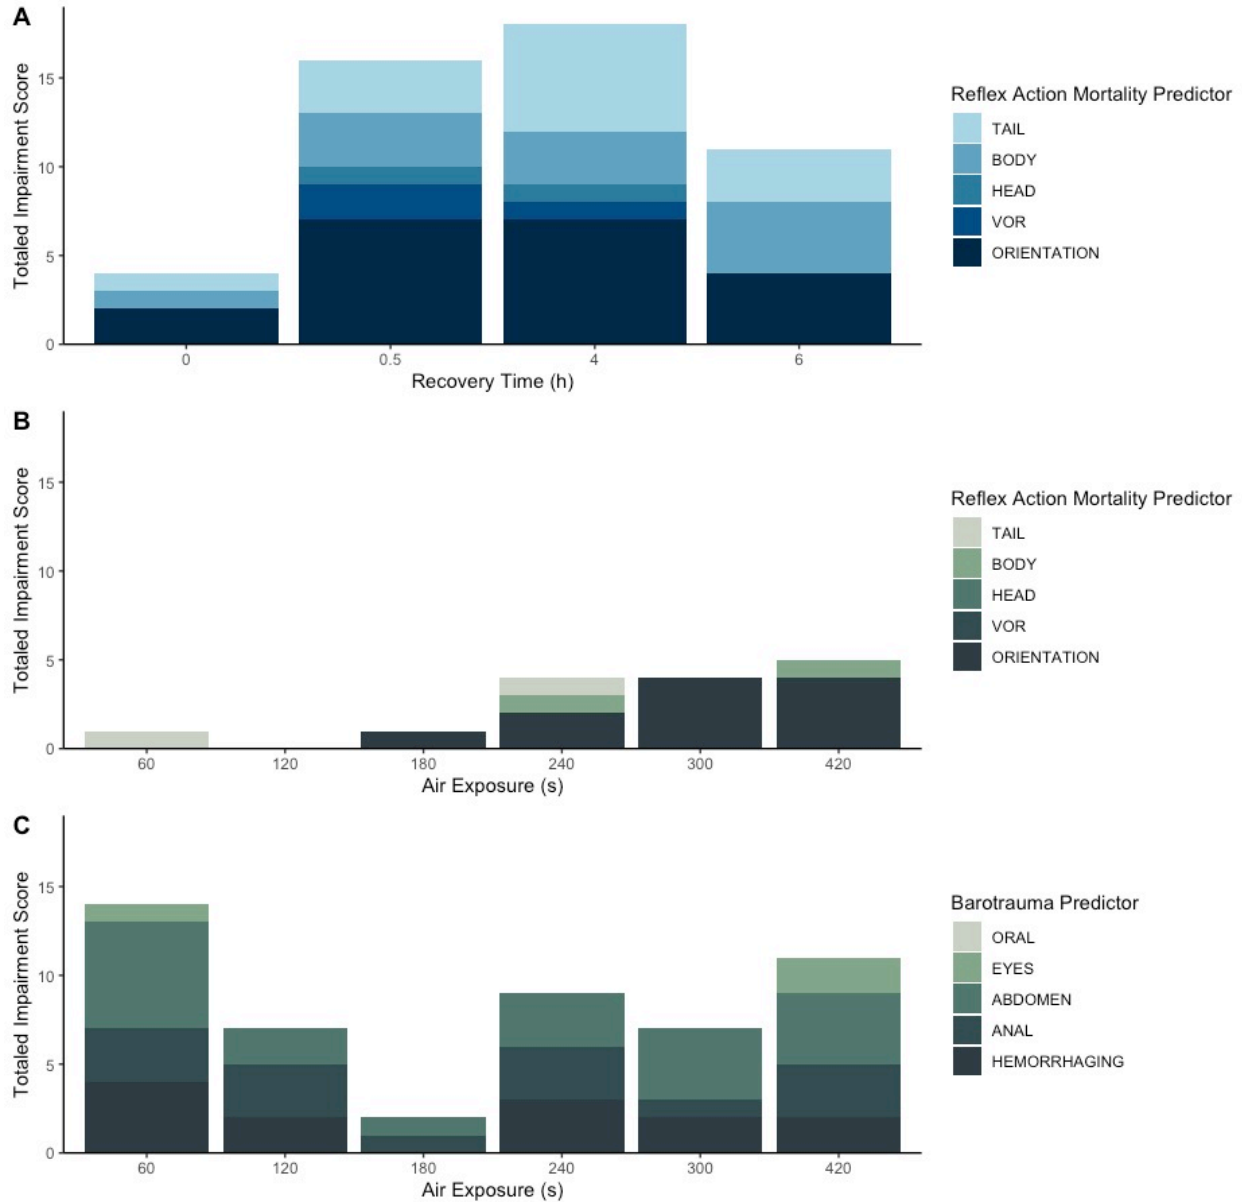 A
Totaled Impairment Score
15
10
5
0
0 0.5 4 6
Recovery Time (h)
Reflex Action Mortality Predictor
TAIL
BODY
HEAD
VOR
ORIENTATION
B
Totaled Impairment Score
15
10
5
0
60 120 180 240 300 420
Air Exposure (s)
Reflex Action Mortality Predictor
TAIL
BODY
HEAD
VOR
ORIENTATION
C
Totaled Impairment Score
15
10
5
0
60 120 180 240 300 420
Air Exposure (s)
Barotrauma Predictor
ORAL
EYES
ABDOMEN
ANAL
HEMORRHAGING